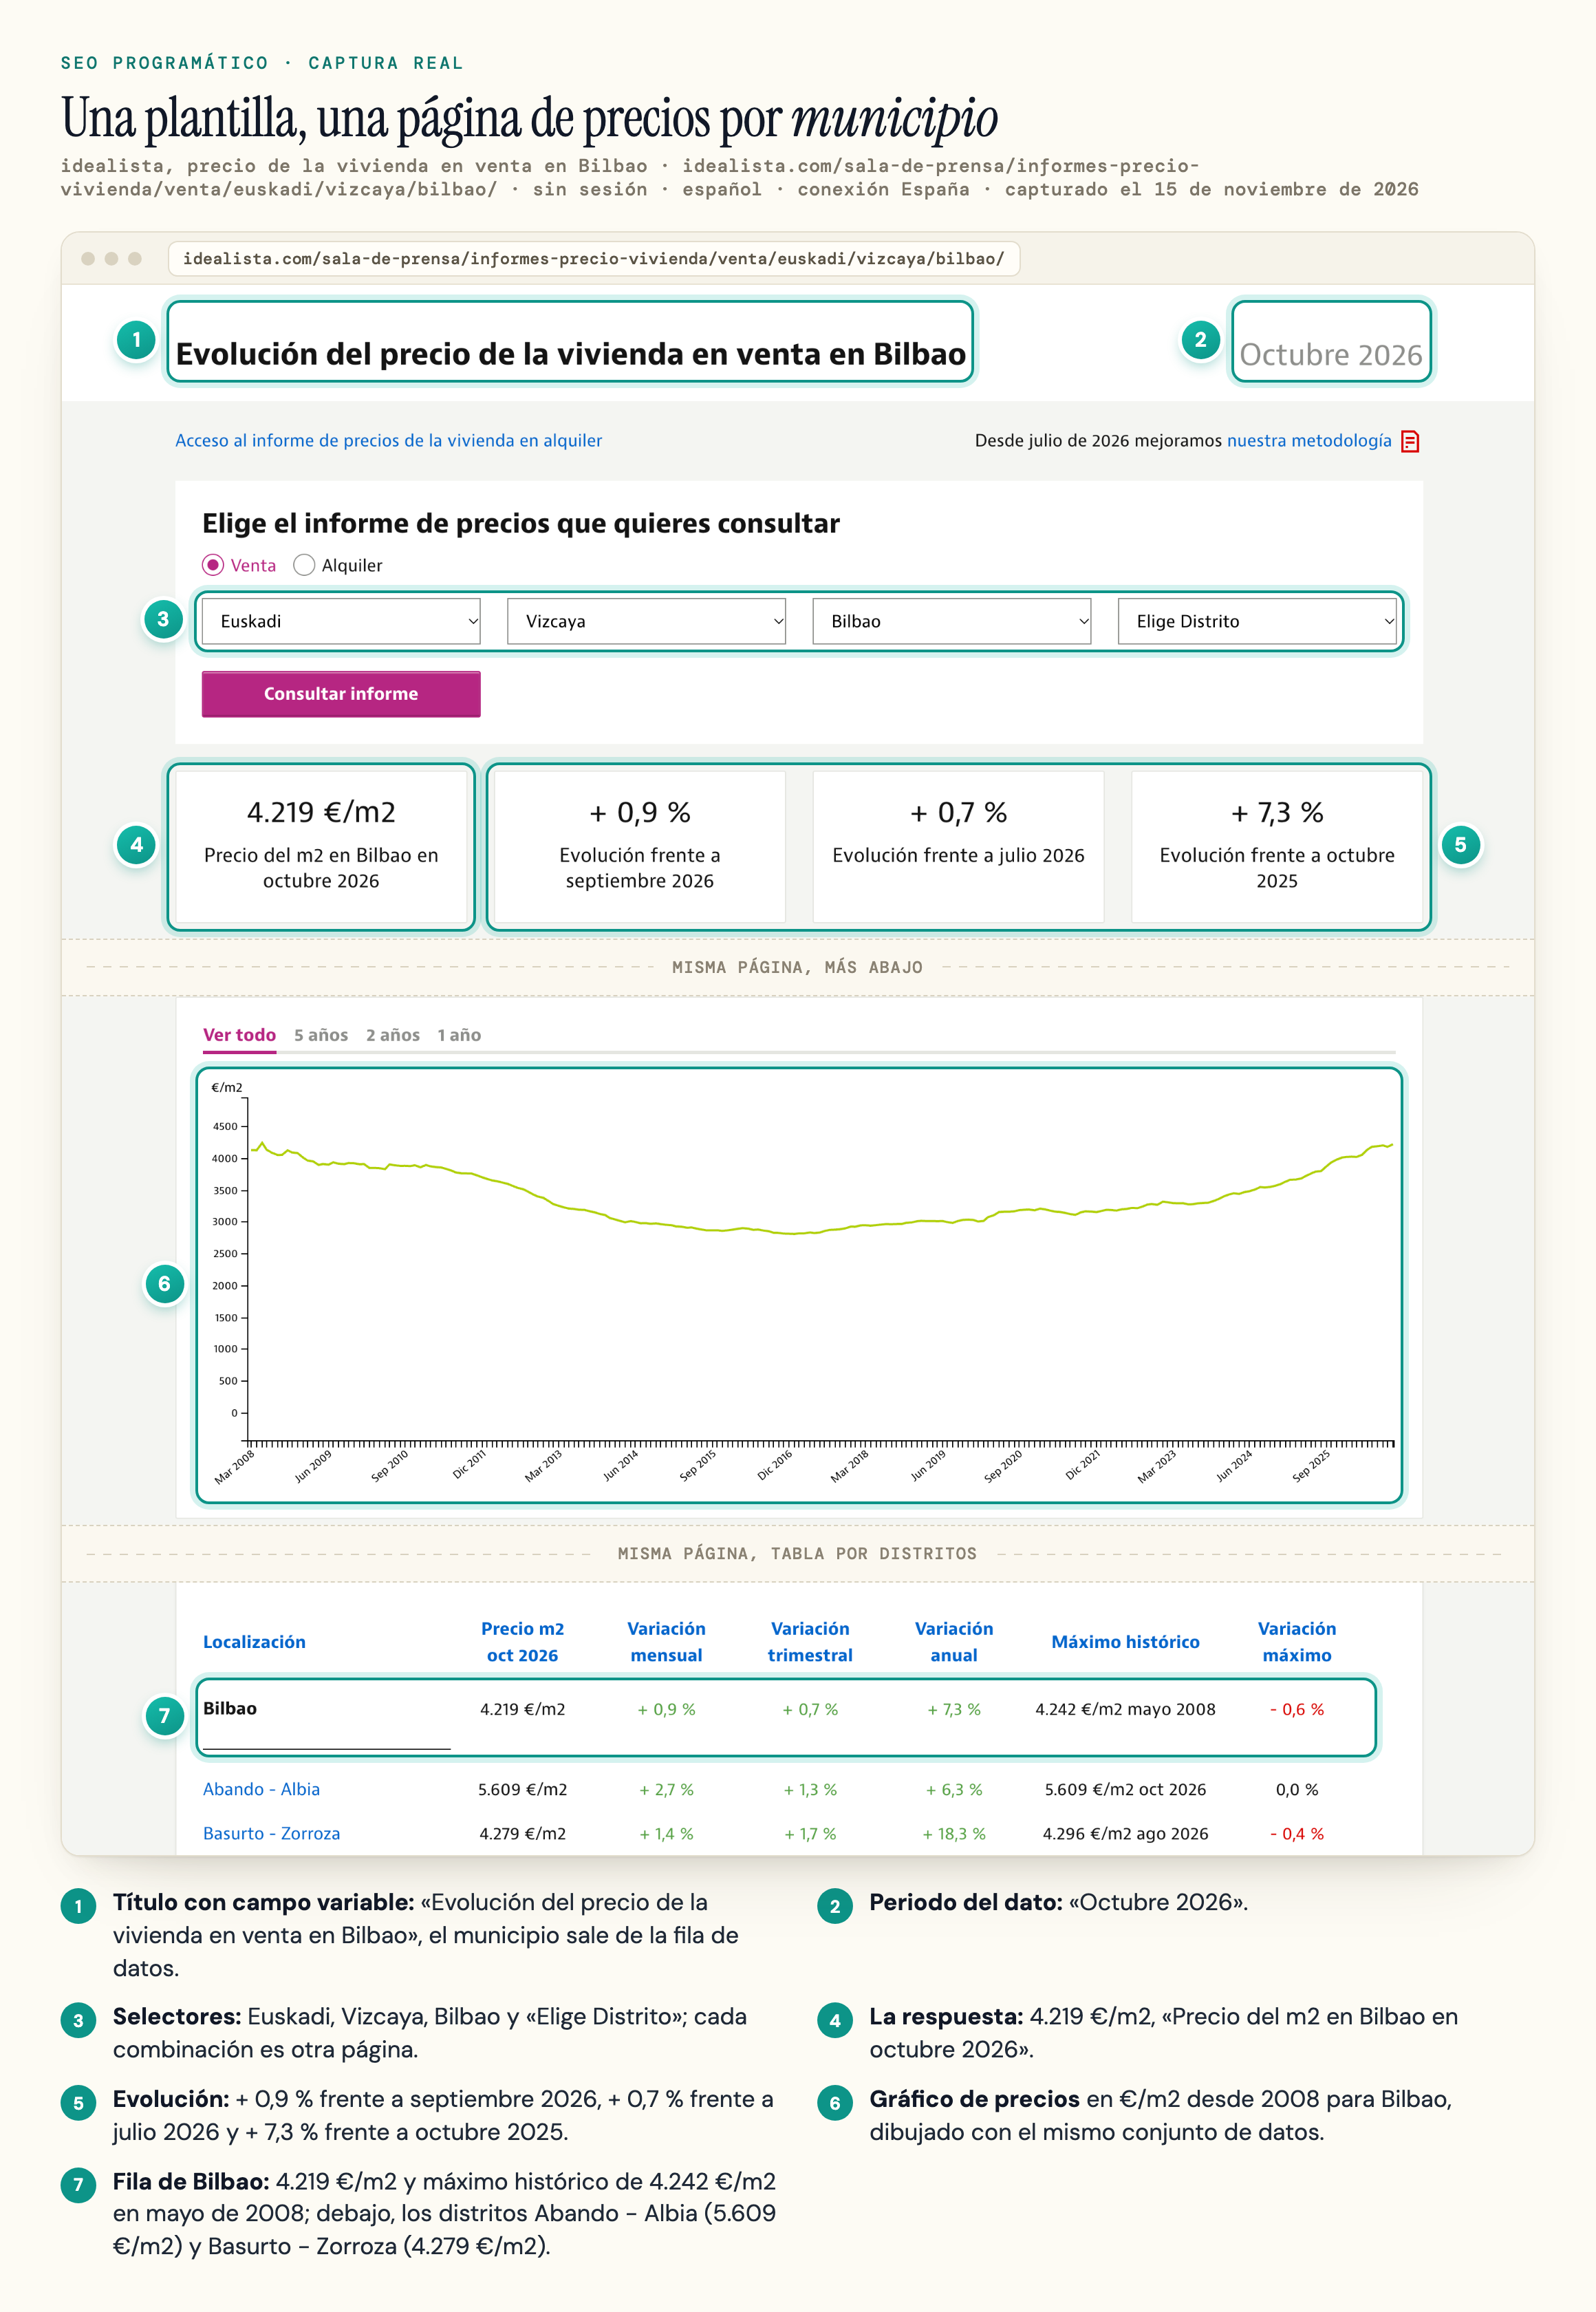 SEO PROGRAMÁTICO · CAPTURA REAL
Una plantilla, una página de precios por municipio
idealista, precio de la vivienda en venta en Bilbao · idealista.com/sala-de-prensa/informes-precio-
vivienda/venta/euskadi/vizcaya/bilbao/ · sin sesión · español · conexión España · capturado el 15 de noviembre de 2026
idealista.com/sala-de-prensa/informes-precio-vivienda/venta/euskadi/vizcaya/bilbao/
1 Evolución del precio de la vivienda en venta en Bilbao
2 Octubre 2026
Acceso al informe de precios de la vivienda en alquiler
Desde julio de 2026 mejoramos nuestra metodología
Elige el informe de precios que quieres consultar
Venta Alquiler
3 Euskadi Vizcaya Bilbao Elige Distrito
Consultar informe
4
4.219 €/m2
Precio del m2 en Bilbao en
octubre 2026
+ 0,9 %
Evolución frente a
septiembre 2026
+ 0,7 %
Evolución frente a julio 2026
+ 7,3 %
Evolución frente a octubre
2025
5
MISMA PÁGINA, MÁS ABAJO
Ver todo 5 años 2 años 1 año
€/m2
4500
4000
3500
3000
2500
2000
6
1500
1000
500
0
Mar 2008 Jun 2009 Sep 2010 Dic 2011 Mar 2013 Jun 2014 Sep 2015 Dic 2016 Mar 2018 Jun 2019 Sep 2020 Dic 2021 Mar 2023 Jun 2024 Sep 2025
MISMA PÁGINA, TABLA POR DISTRITOS
Localización
Precio m2
oct 2026
Variación
mensual
Variación
trimestral
Variación
anual
Máximo histórico
Variación
máximo
7 Bilbao 4.219 €/m2 + 0,9 % + 0,7 % + 7,3 % 4.242 €/m2 mayo 2008 - 0,6 %
Abando - Albia 5.609 €/m2 + 2,7 % + 1,3 % + 6,3 % 5.609 €/m2 oct 2026 0,0 %
Basurto - Zorroza 4.279 €/m2 + 1,4 % + 1,7 % + 18,3 % 4.296 €/m2 ago 2026 - 0,4 %
1 Título con campo variable: «Evolución del precio de la
vivienda en venta en Bilbao», el municipio sale de la fila de
datos.
2 Periodo del dato: «Octubre 2026».
3 Selectores: Euskadi, Vizcaya, Bilbao y «Elige Distrito»; cada
combinación es otra página.
4 La respuesta: 4.219 €/m2, «Precio del m2 en Bilbao en
octubre 2026».
5 Evolución: + 0,9 % frente a septiembre 2026, + 0,7 % frente a
julio 2026 y + 7,3 % frente a octubre 2025.
6 Gráfico de precios en €/m2 desde 2008 para Bilbao,
dibujado con el mismo conjunto de datos.
7 Fila de Bilbao: 4.219 €/m2 y máximo histórico de 4.242 €/m2
en mayo de 2008; debajo, los distritos Abando - Albia (5.609
€/m2) y Basurto - Zorroza (4.279 €/m2).